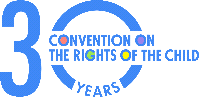 30
CONVENTION ON
THE RIGHTS OF THE CHILD
YEARS